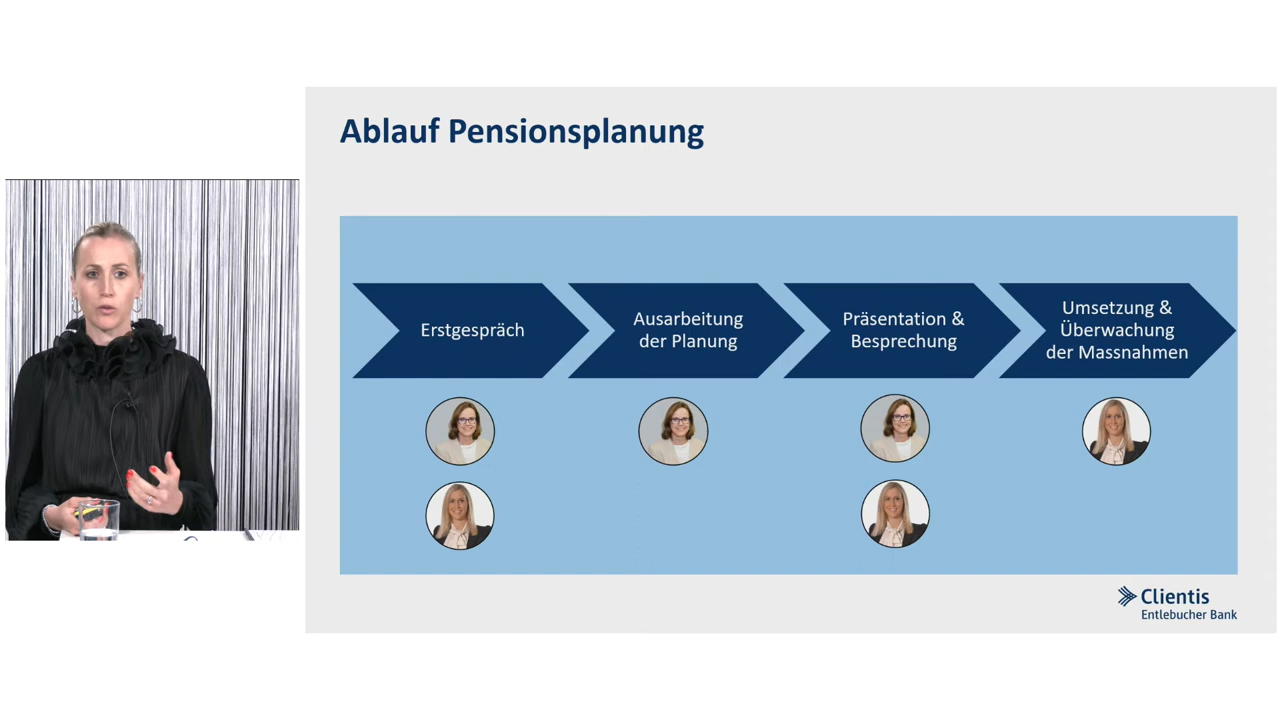 Ablauf Pensionsplanung
Erstgespräch
Ausarbeitung
der Planung
Präsentation &
Besprechung
Umsetzung &
Überwachung
der Massnahmen
Clientis
Entlebucher Bank